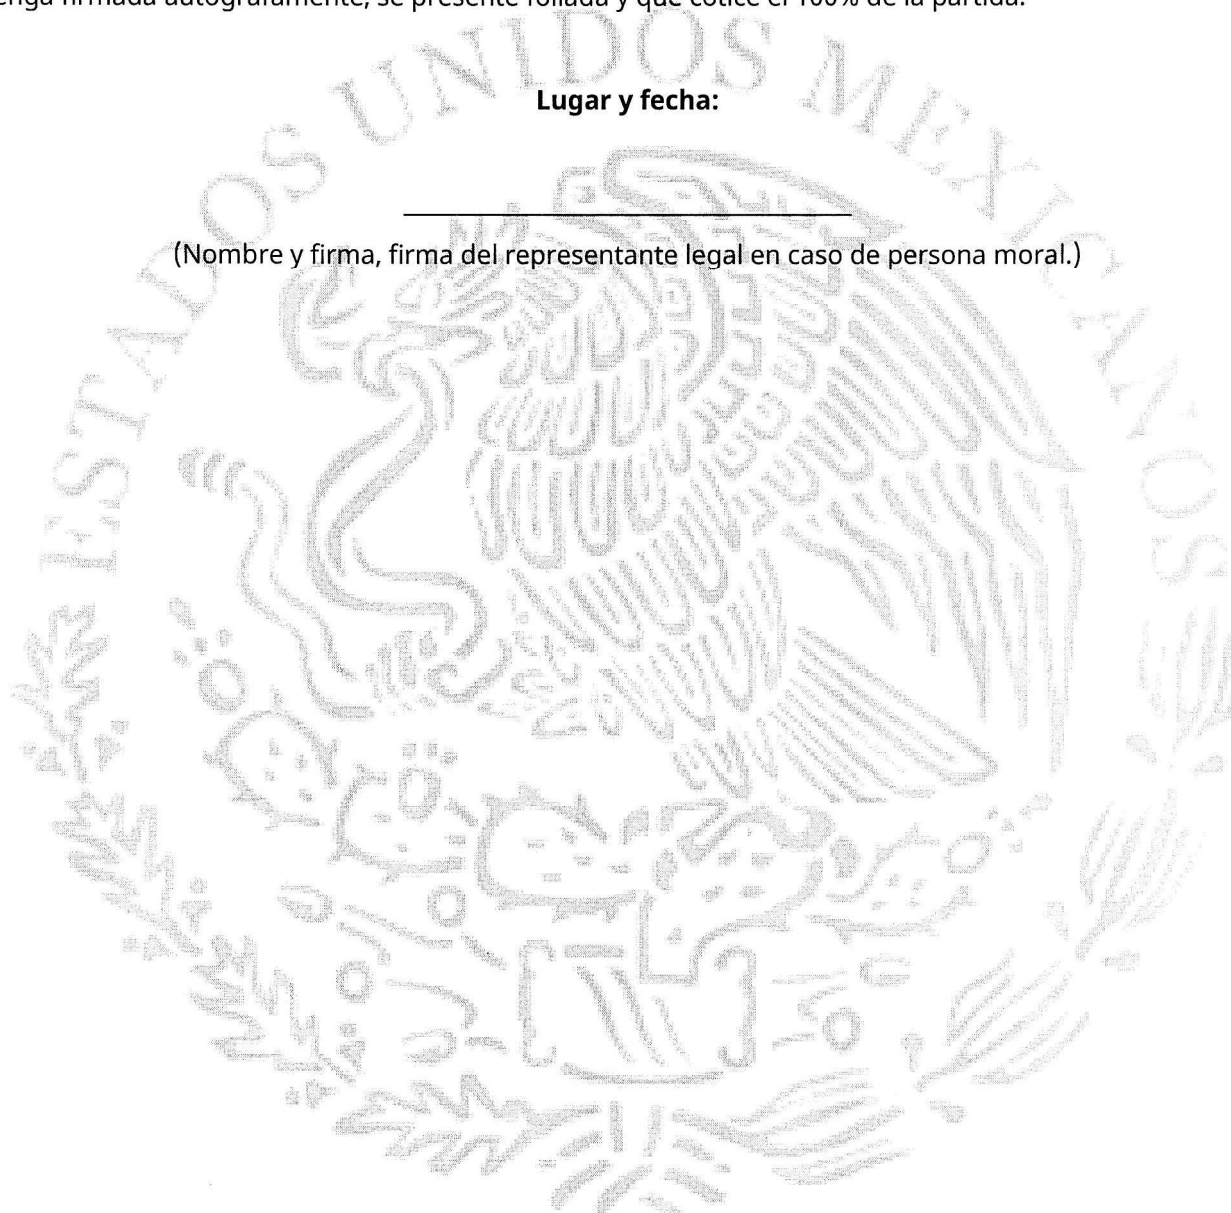 enga firmada autógrafamente, se presente foliada y que cotice el 100% de la partida.
Lugar y fecha:
(Nombre y firma, firma del representante legal en caso de persona moral.)
ESTADOS UNIDOS MEXICANOS